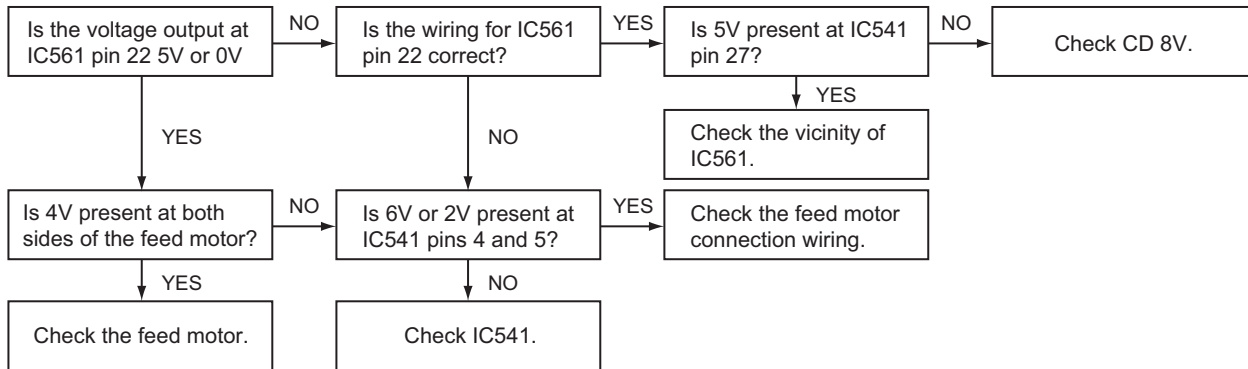 Is the voltage output at
IC561 pin 22 5V or 0V
NO
Is the wiring for IC561
pin 22 correct?
YES
Is 5V present at IC541
pin 27?
NO
Check CD 8V.
YES
Check the vicinity of
IC561.
YES
NO
Is 4V present at both
sides of the feed motor?
NO
Is 6V or 2V present at
IC541 pins 4 and 5?
YES
Check the feed motor
connection wiring.
YES
NO
Check the feed motor.
Check IC541.